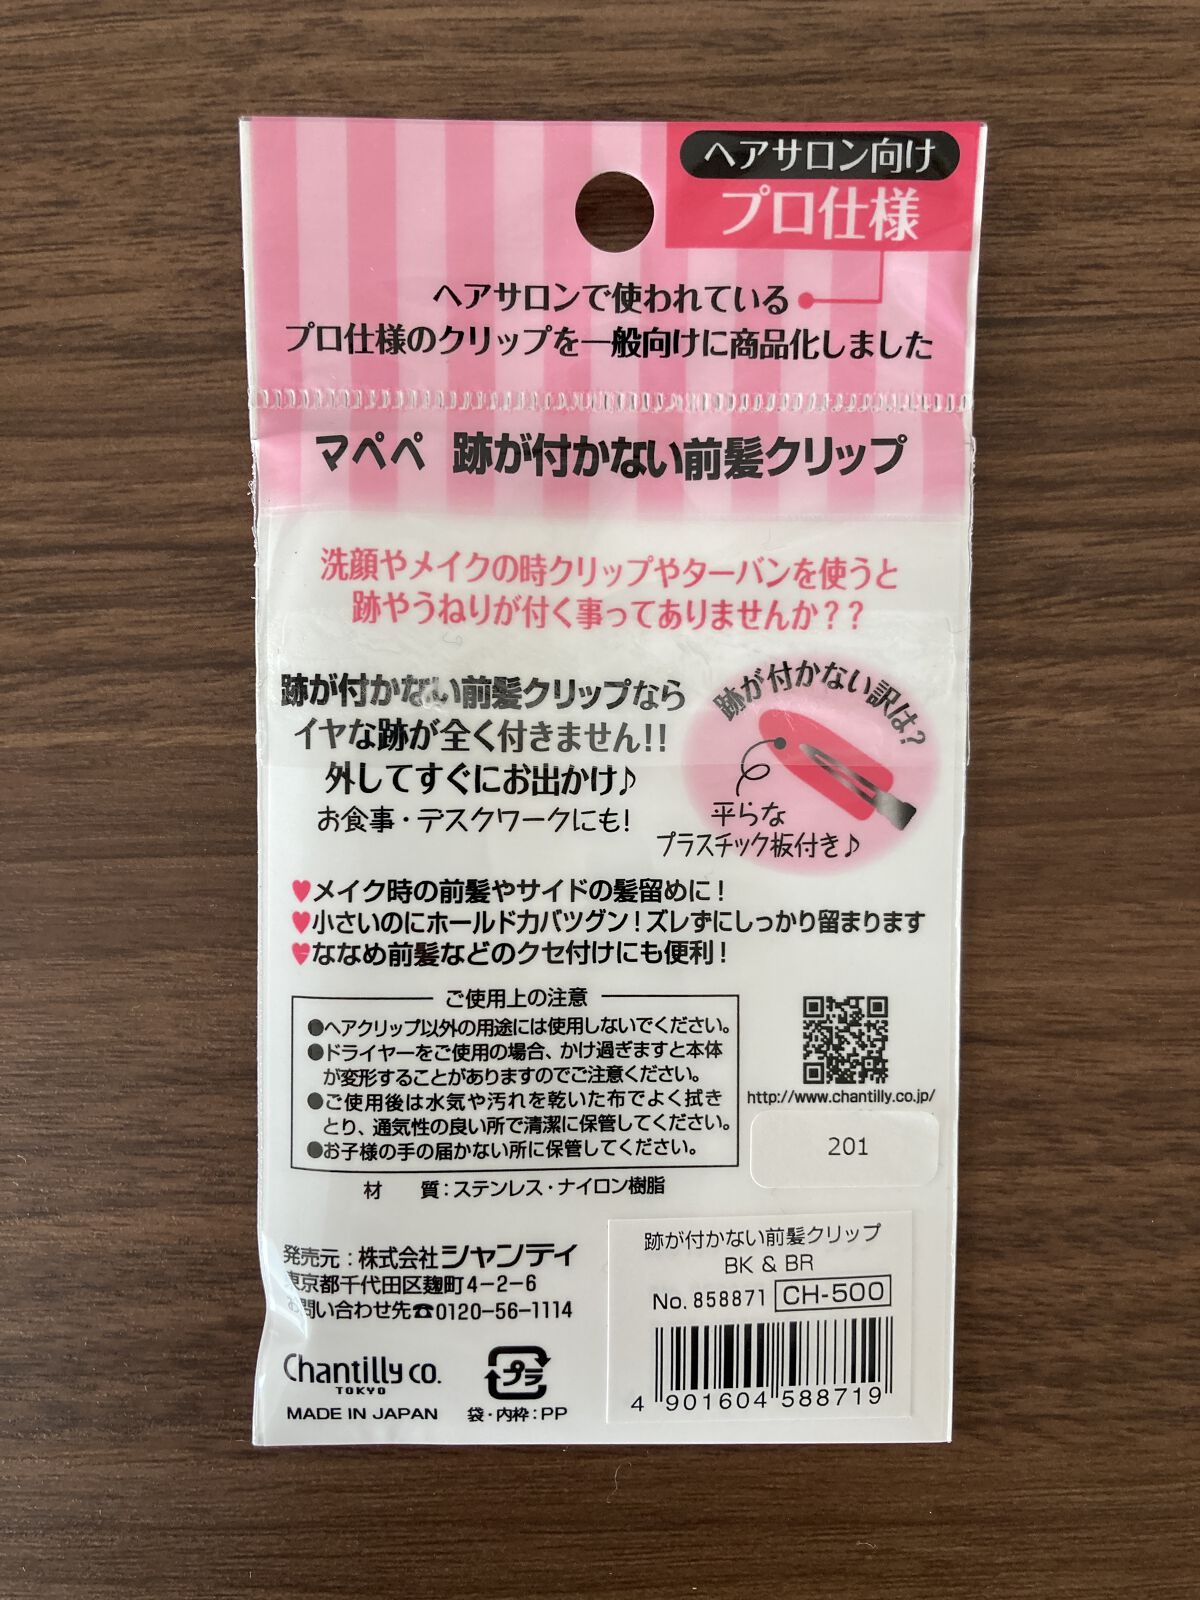 ヘアサロン向け
プロ仕様
ヘアサロンで使われている
プロ仕様のクリップを一般向けに商品化しました
マペペ 跡が付かない前髪クリップ
洗顔やメイクの時クリップやターバンを使うと
跡やうねりが付く事ってありませんか??
跡が付かない前髪クリップなら
イヤな跡が全く付きません!!
外してすぐにお出かけ♪
お食事・デスクワークにも!
跡が付かない訳は?
平らな
プラスチック板付き♪
♥メイク時の前髪やサイドの髪留めに!
♥小さいのにホールド力バツグン!ズレずにしっかり留まります
♥ななめ前髪などのクセ付けにも便利!
ご使用上の注意
●ヘアクリップ以外の用途には使用しないでください。
●ドライヤーをご使用の場合、かけ過ぎますと本体
が変形することがありますのでご注意ください。
●ご使用後は水気や汚れを乾いた布でよく拭き
とり、通気性の良い所で清潔に保管してください。
●お子様の手の届かない所に保管してください。
材 質:ステンレス・ナイロン樹脂
http://www.chantilly.co.jp/
201
発売元:株式会社シャンティ
東京都千代田区麹町4-2-6
お問い合わせ先☎0120-56-1114
Chantilly co.
TOKYO
MADE IN JAPAN
プラ
袋・内枠:PP
跡が付かない前髪クリップ
BK & BR
No. 858871 CH-500
4 901604 588719